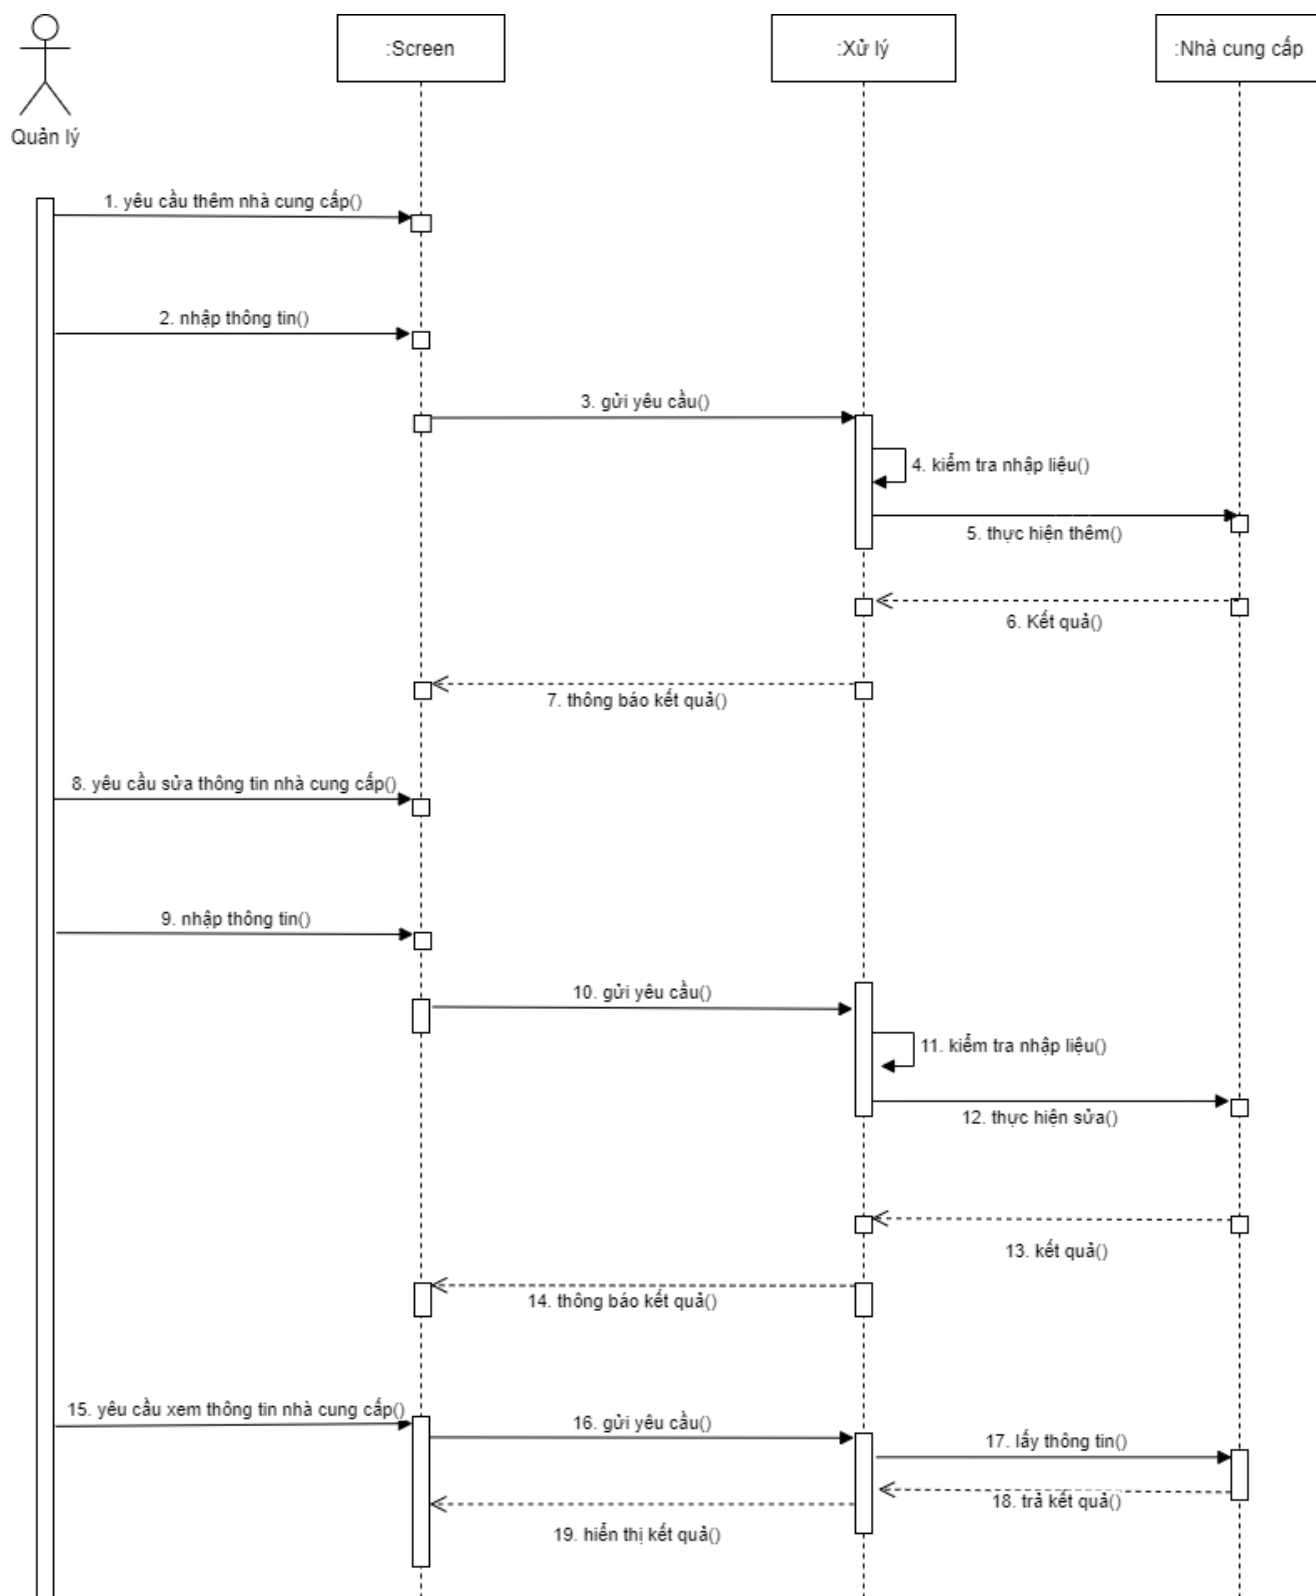 :Screen
:Xử lý
:Nhà cung cấp
Quản lý
1. yêu cầu thêm nhà cung cấp()
2. nhập thông tin()
3. gửi yêu cầu()
4. kiểm tra nhập liệu()
5. thực hiện thêm()
6. Kết quả()
7. thông báo kết quả()
8. yêu cầu sửa thông tin nhà cung cấp()
9. nhập thông tin()
10. gửi yêu cầu()
11. kiểm tra nhập liệu()
12. thực hiện sửa()
13. kết quả()
14. thông báo kết quả()
15. yêu cầu xem thông tin nhà cung cấp()
16. gửi yêu cầu()
17. lấy thông tin()
18. trả kết quả()
19. hiển thị kết quả()